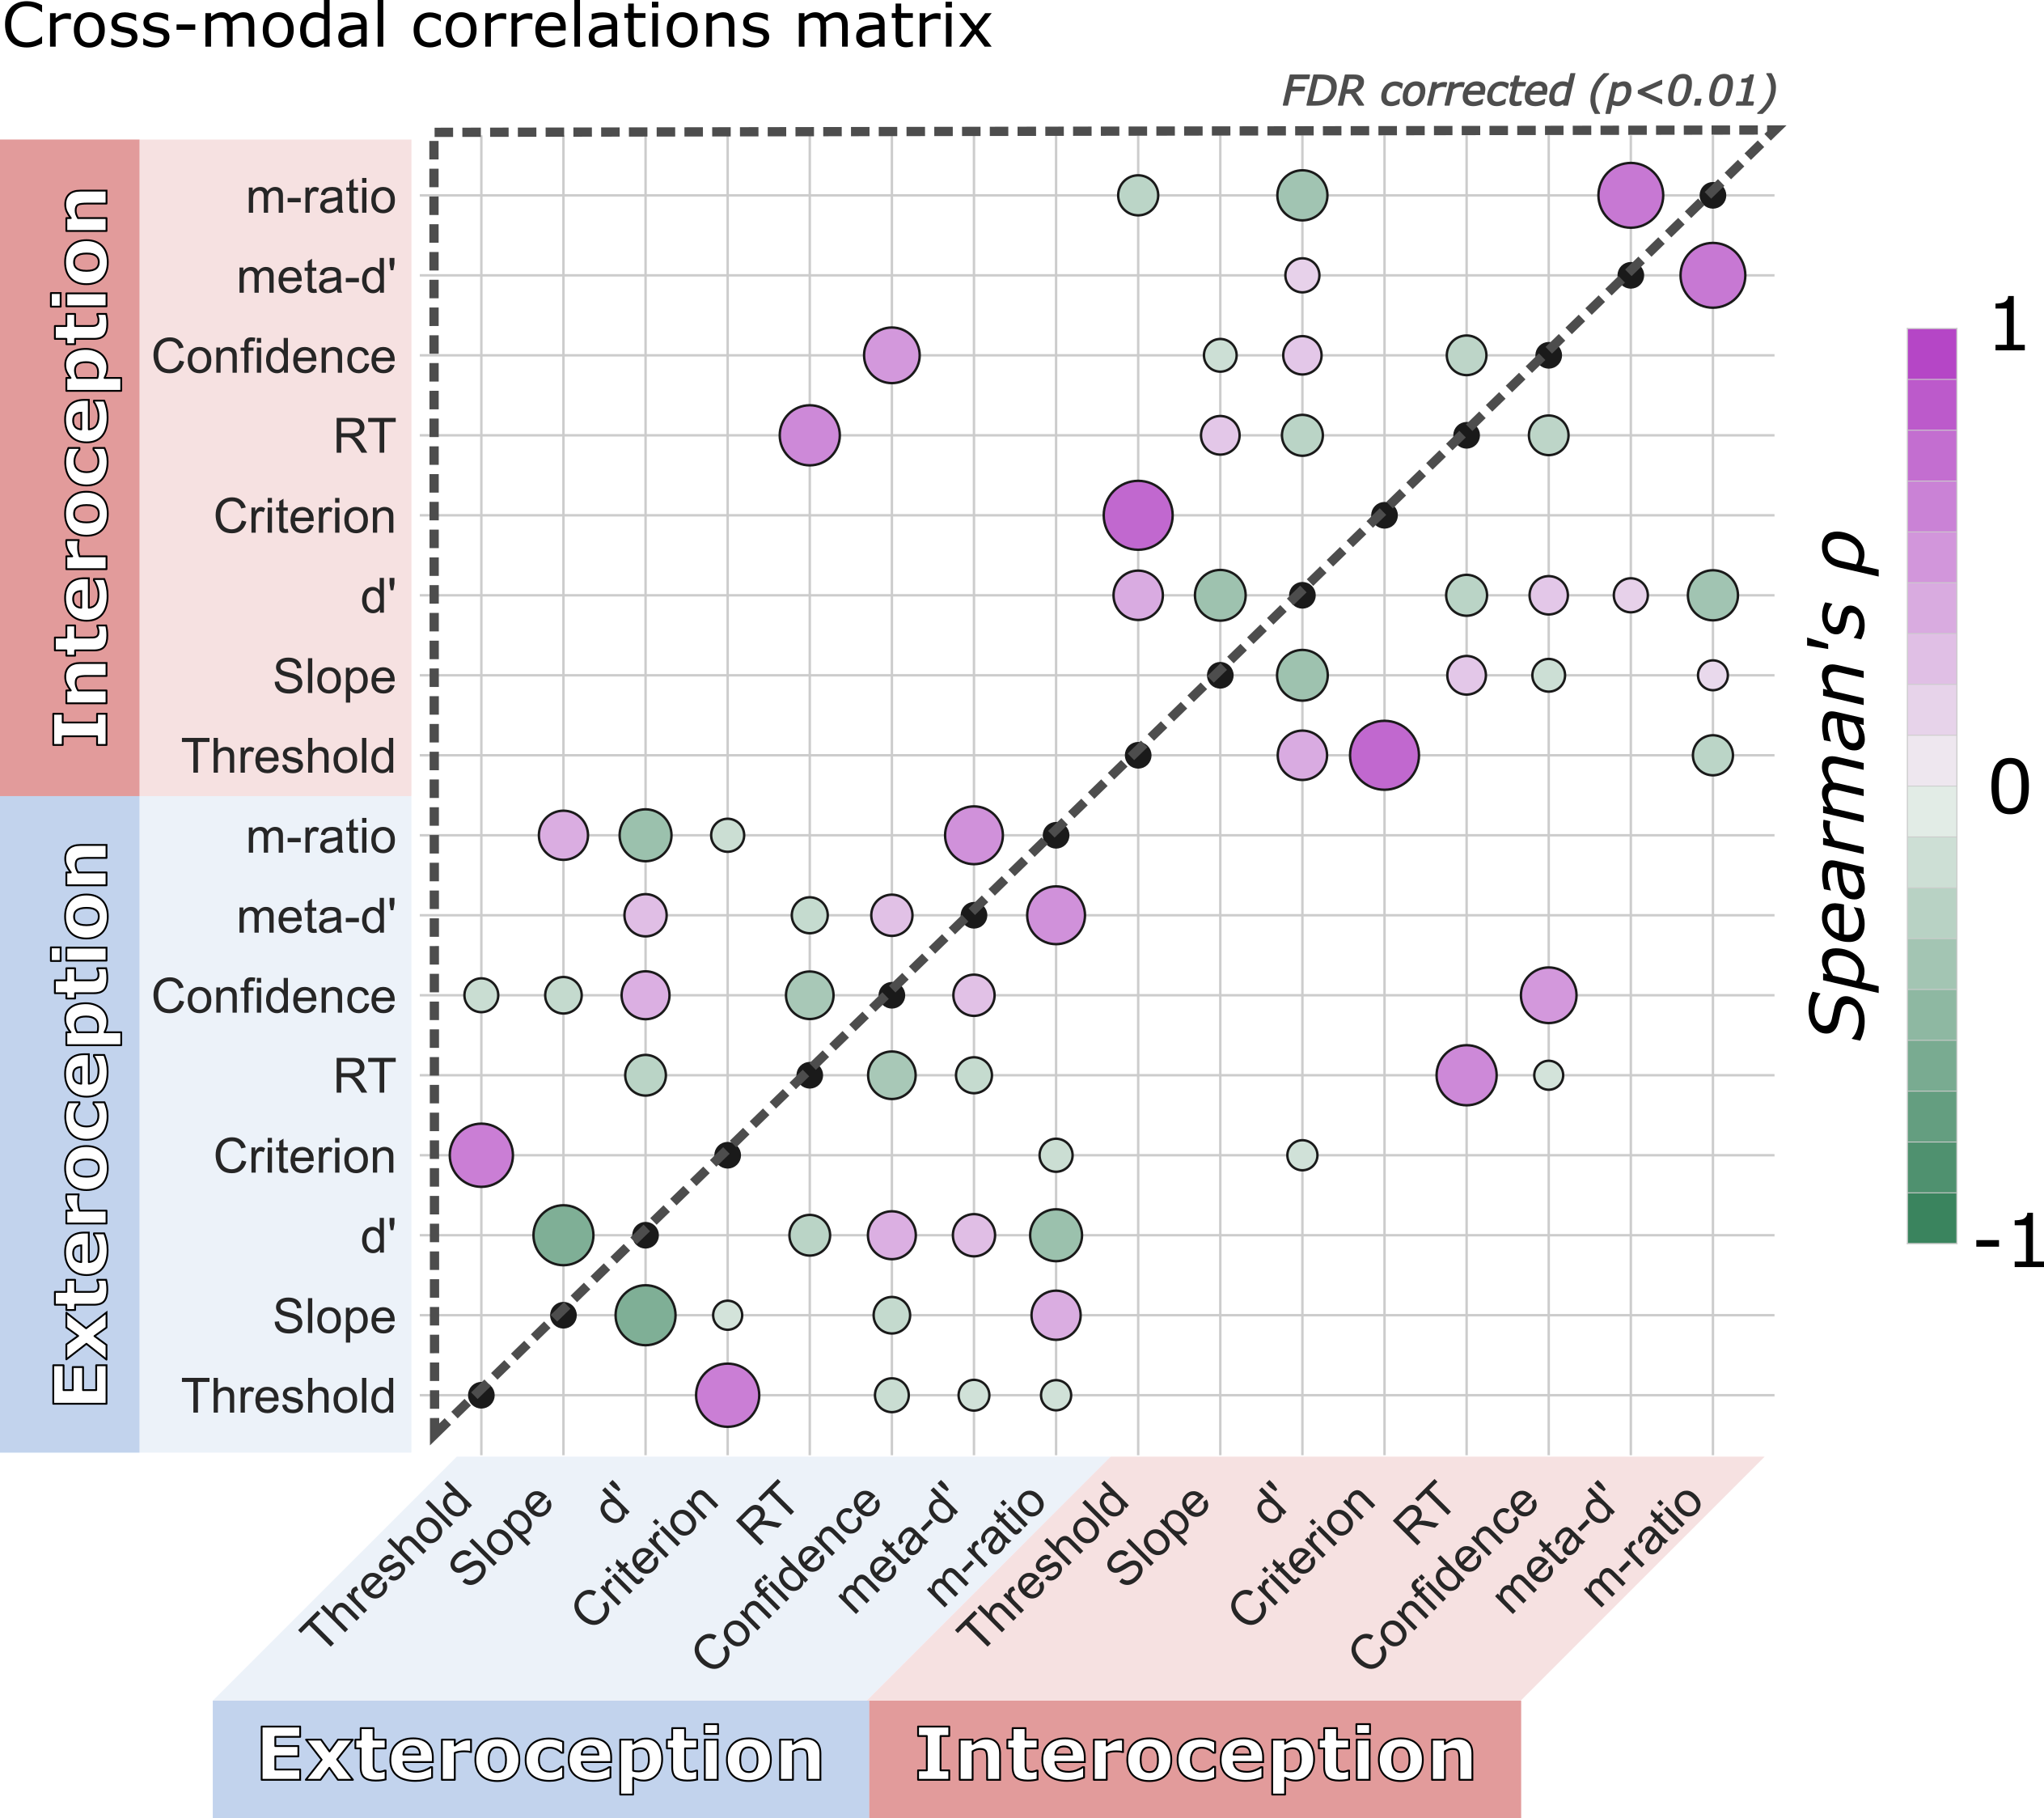 Cross-modal correlations matrix
FDR corrected (p<0.01)
Interoception
m-ratio
meta-d'
Confidence
RT
Criterion
d'
Slope
Threshold
Exteroception
m-ratio
meta-d'
Confidence
RT
Criterion
d'
Slope
Threshold
1
0
-1
Spearman's ρ
Threshold
Slope
d'
Criterion
RT
Confidence
meta-d'
m-ratio
Threshold
Slope
d'
Criterion
RT
Confidence
meta-d'
m-ratio
Exteroception
Interoception